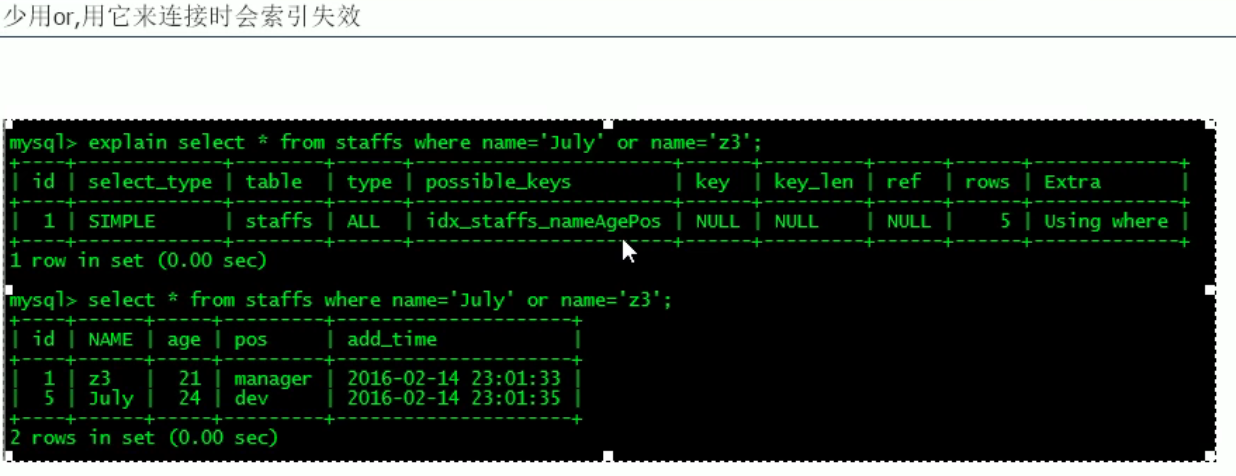 少用or,用它来连接时会索引失效
mysql> explain select * from staffs where name='July' or name='z3';
+----+-------------+--------+------+-----------------------+------+---------+------+------+-------------+
| id | select_type | table | type | possible_keys | key | key_len | ref | rows | Extra |
+----+-------------+--------+------+-----------------------+------+---------+------+------+-------------+
| 1 | SIMPLE | staffs | ALL | idx_staffs_nameAgePos | NULL | NULL | NULL | 5 | Using where |
+----+-------------+--------+------+-----------------------+------+---------+------+------+-------------+
1 row in set (0.00 sec)
mysql> select * from staffs where name='July' or name='z3';
+----+------+-----+---------+---------------------+
| id | NAME | age | pos | add_time |
+----+------+-----+---------+---------------------+
| 1 | z3 | 21 | manager | 2016-02-14 23:01:33 |
| 5 | July | 24 | dev | 2016-02-14 23:01:35 |
+----+------+-----+---------+---------------------+
2 rows in set (0.00 sec)